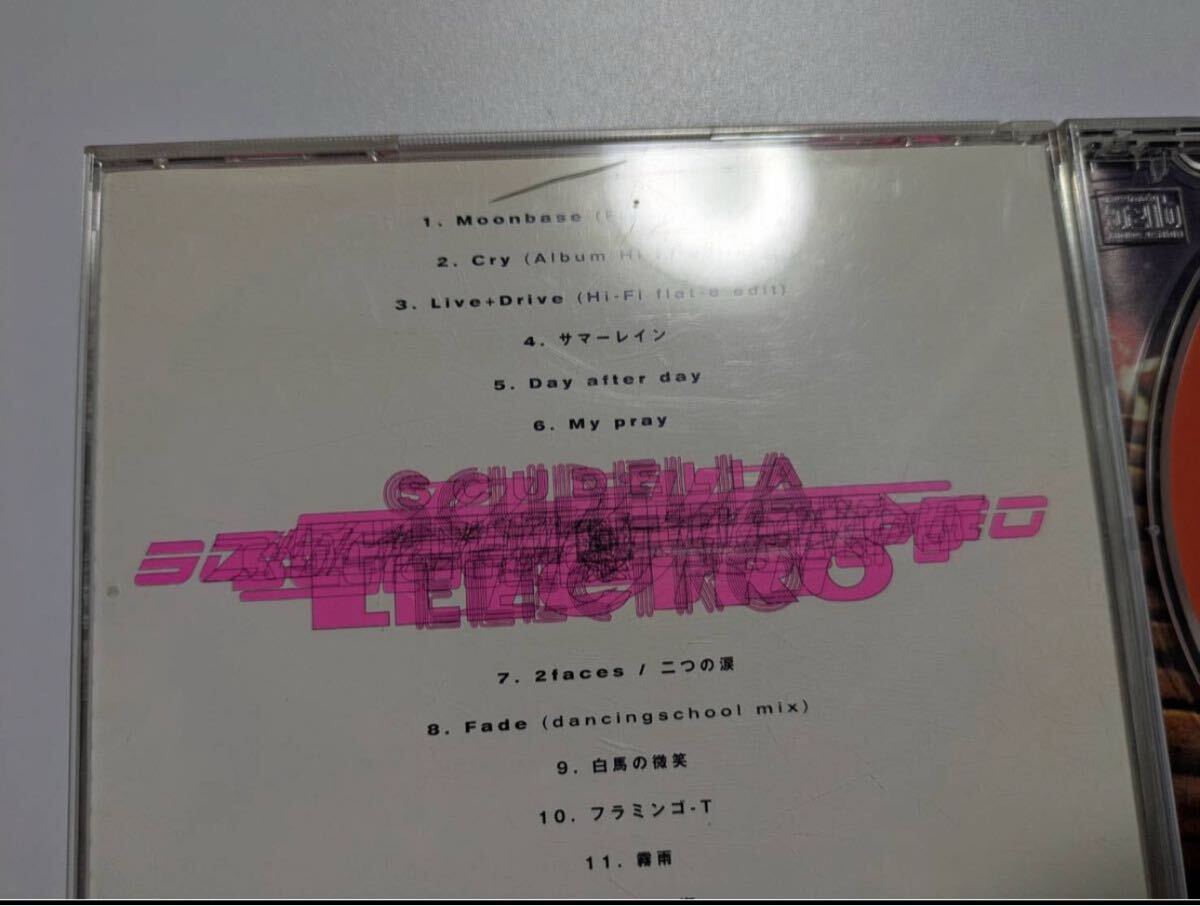 1. Moonbase
2. Cry (Album
3. Live+Drive (Hi-Fi flat-e edit)
4. サマーレイン
5. Day after day
6. My pray
SCUDELIA
ELECTRO
7. 2faces / 二つの涙
8. Fade (dancingschool mix)
9. 白馬の微笑
10. フラミンゴ-T
11. 霧雨